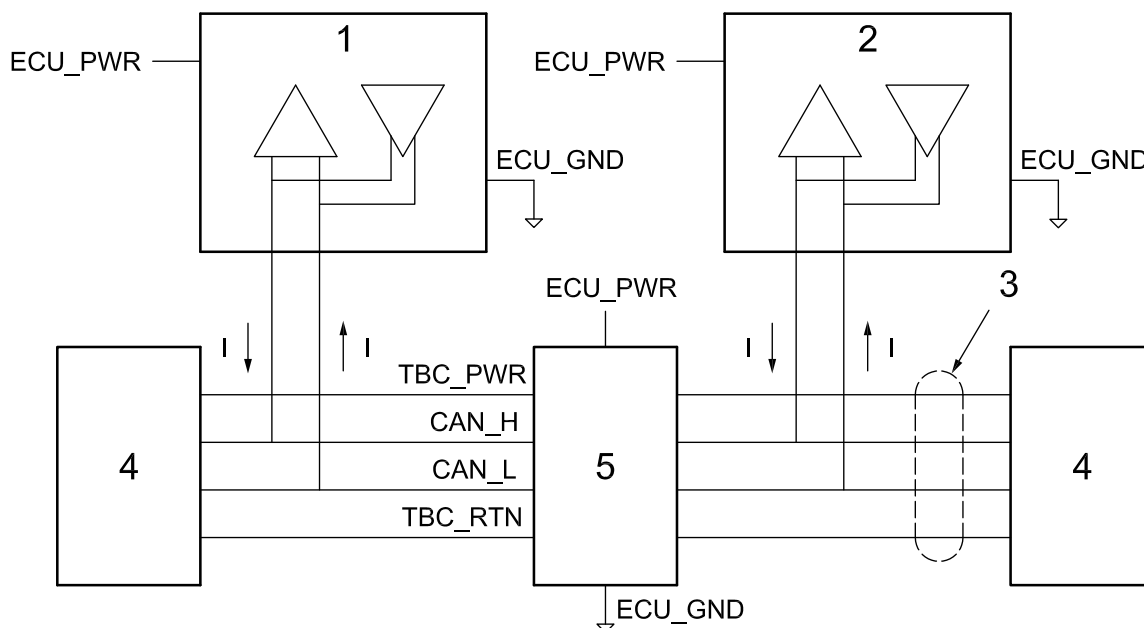 1
2
ECU_PWR
ECU_PWR
ECU_GND
ECU_GND
ECU_PWR
3
I
I
I
I
TBC_PWR
CAN_H
4
CAN_L
5
4
TBC_RTN
ECU_GND